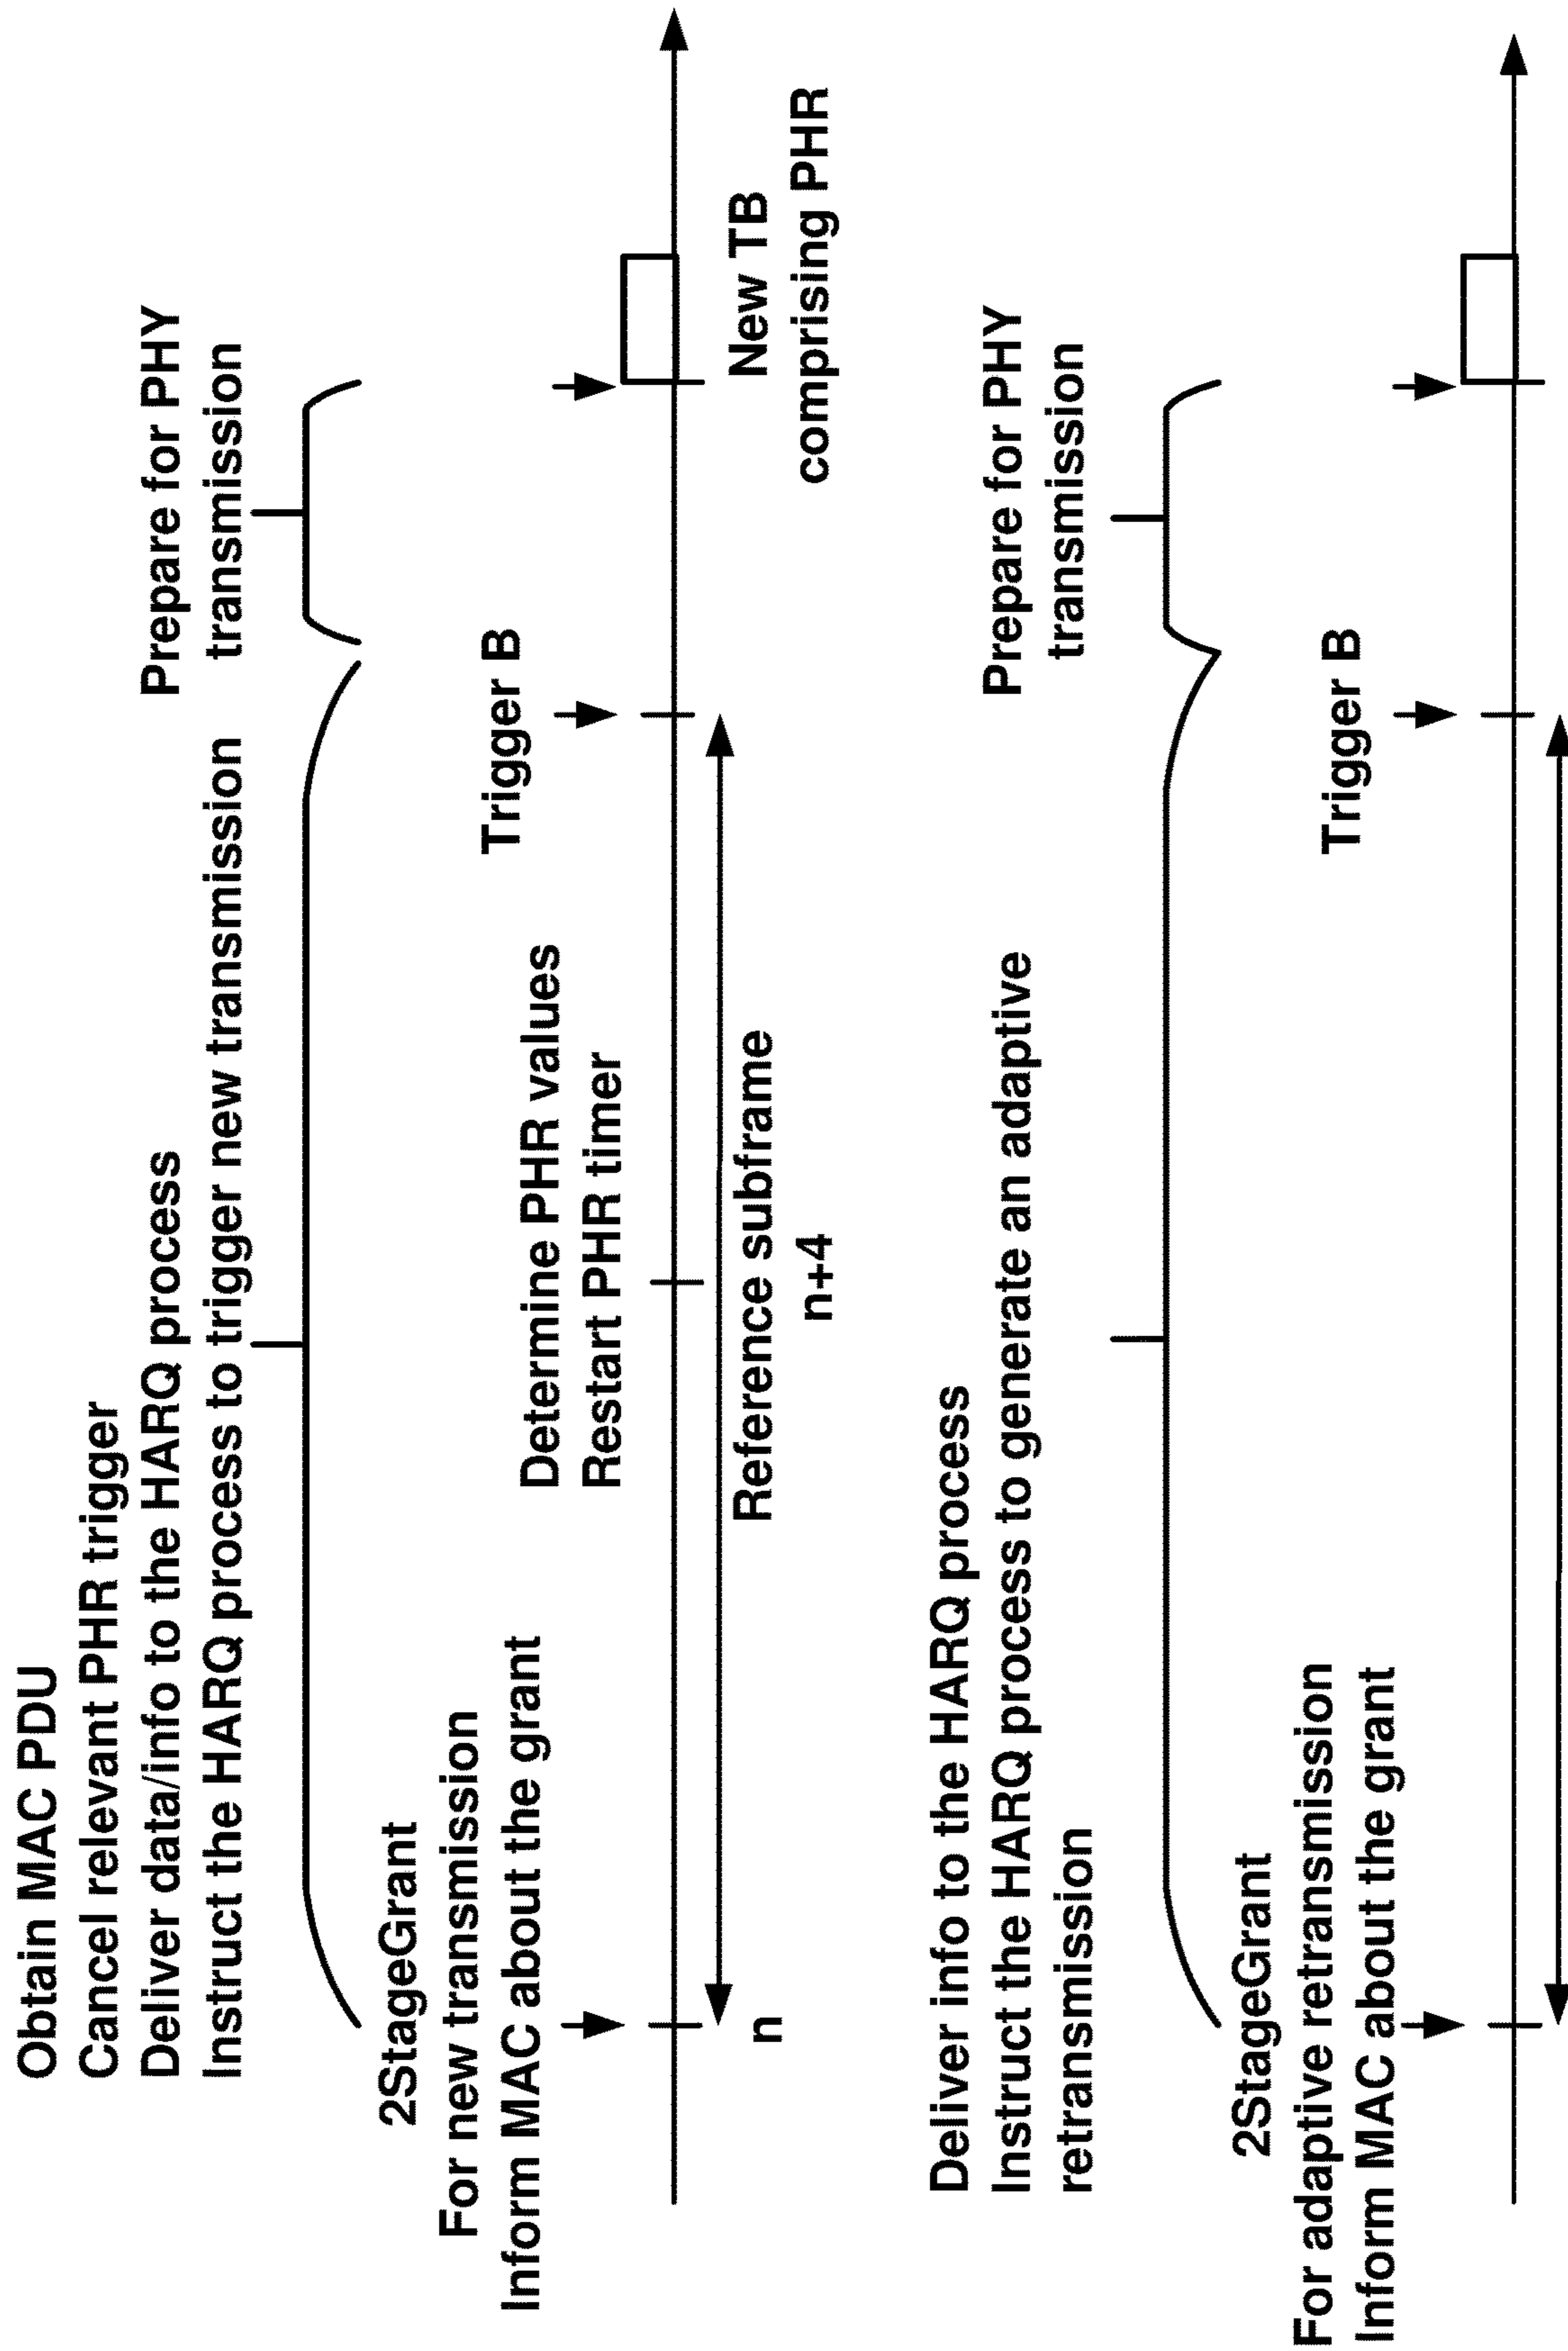 Obtain MAC PDU
Cancel relevant PHR trigger
Deliver data/info to the HARQ process
Instruct the HARQ process to trigger new transmission
Prepare for PHY
transmission
2StageGrant
For new transmission
Inform MAC about the grant
Determine PHR values
Restart PHR timer
Trigger B
n
Reference subframe
n+4
New TB
comprising PHR
Deliver info to the HARQ process
Instruct the HARQ process to generate an adaptive
retransmission
Prepare for PHY
transmission
2StageGrant
For adaptive retransmission
Inform MAC about the grant
Trigger B